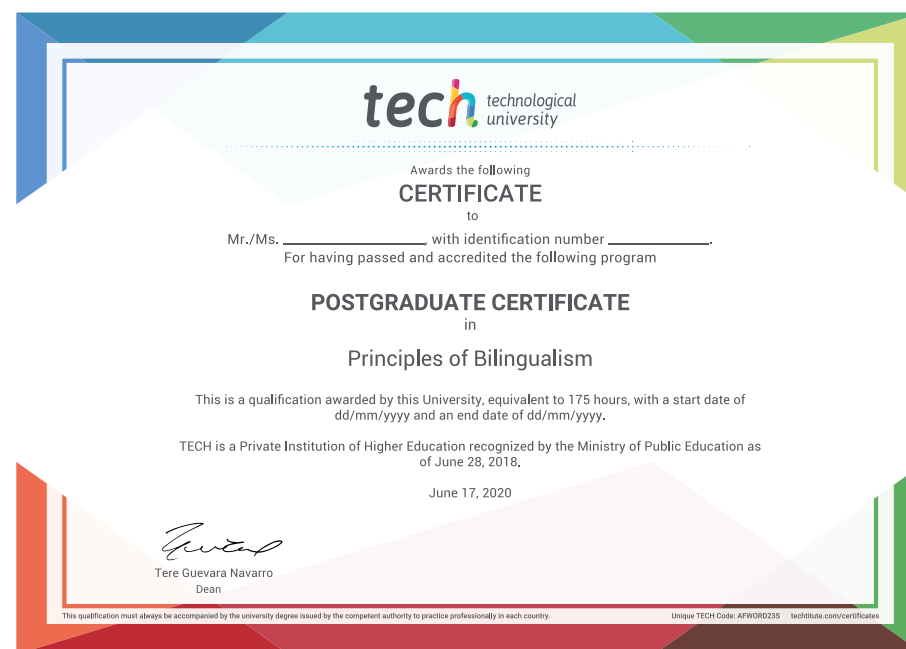 tech technological
university
Awards the following
CERTIFICATE
to
Mr./Ms. ____________________, with identification number ______________.
For having passed and accredited the following program
POSTGRADUATE CERTIFICATE
in
Principles of Bilingualism
This is a qualification awarded by this University, equivalent to 175 hours, with a start date of
dd/mm/yyyy and an end date of dd/mm/yyyy.
TECH is a Private Institution of Higher Education recognized by the Ministry of Public Education as
of June 28, 2018.
June 17, 2020
Tere Guevara Navarro
Dean
This qualification must always be accompanied by the university degree issued by the competent authority to practice professionally in each country.
Unique TECH Code: AFWORD23S techtitute.com/certificates